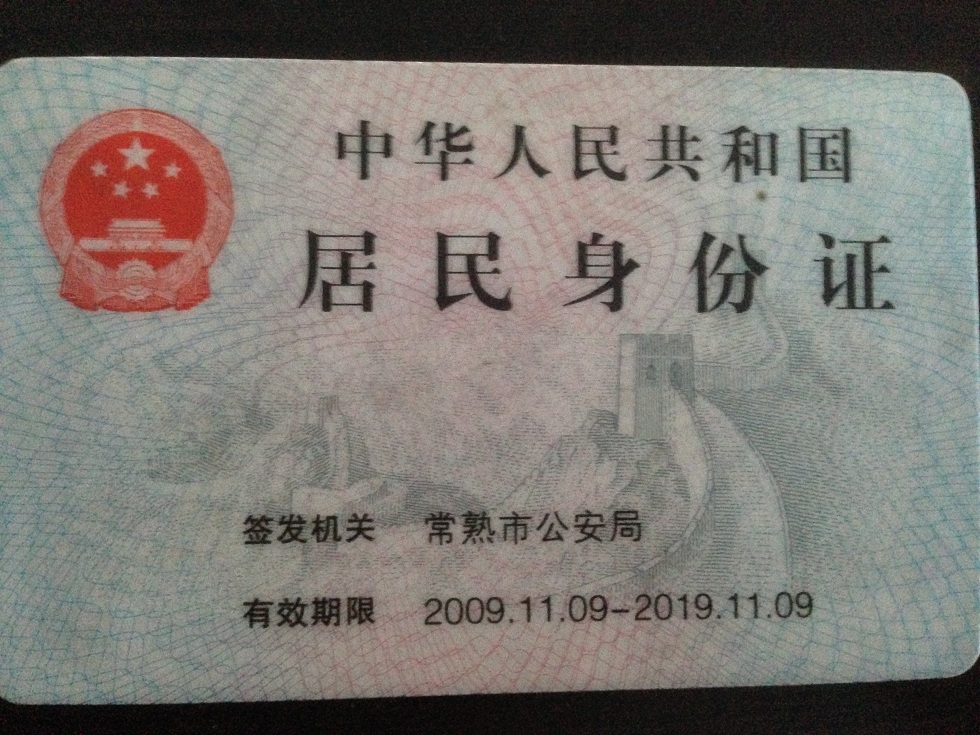 中华人民共和国
居民身份证
签发机关 常熟市公安局
有效期限 2009.11.09-2019.11.09